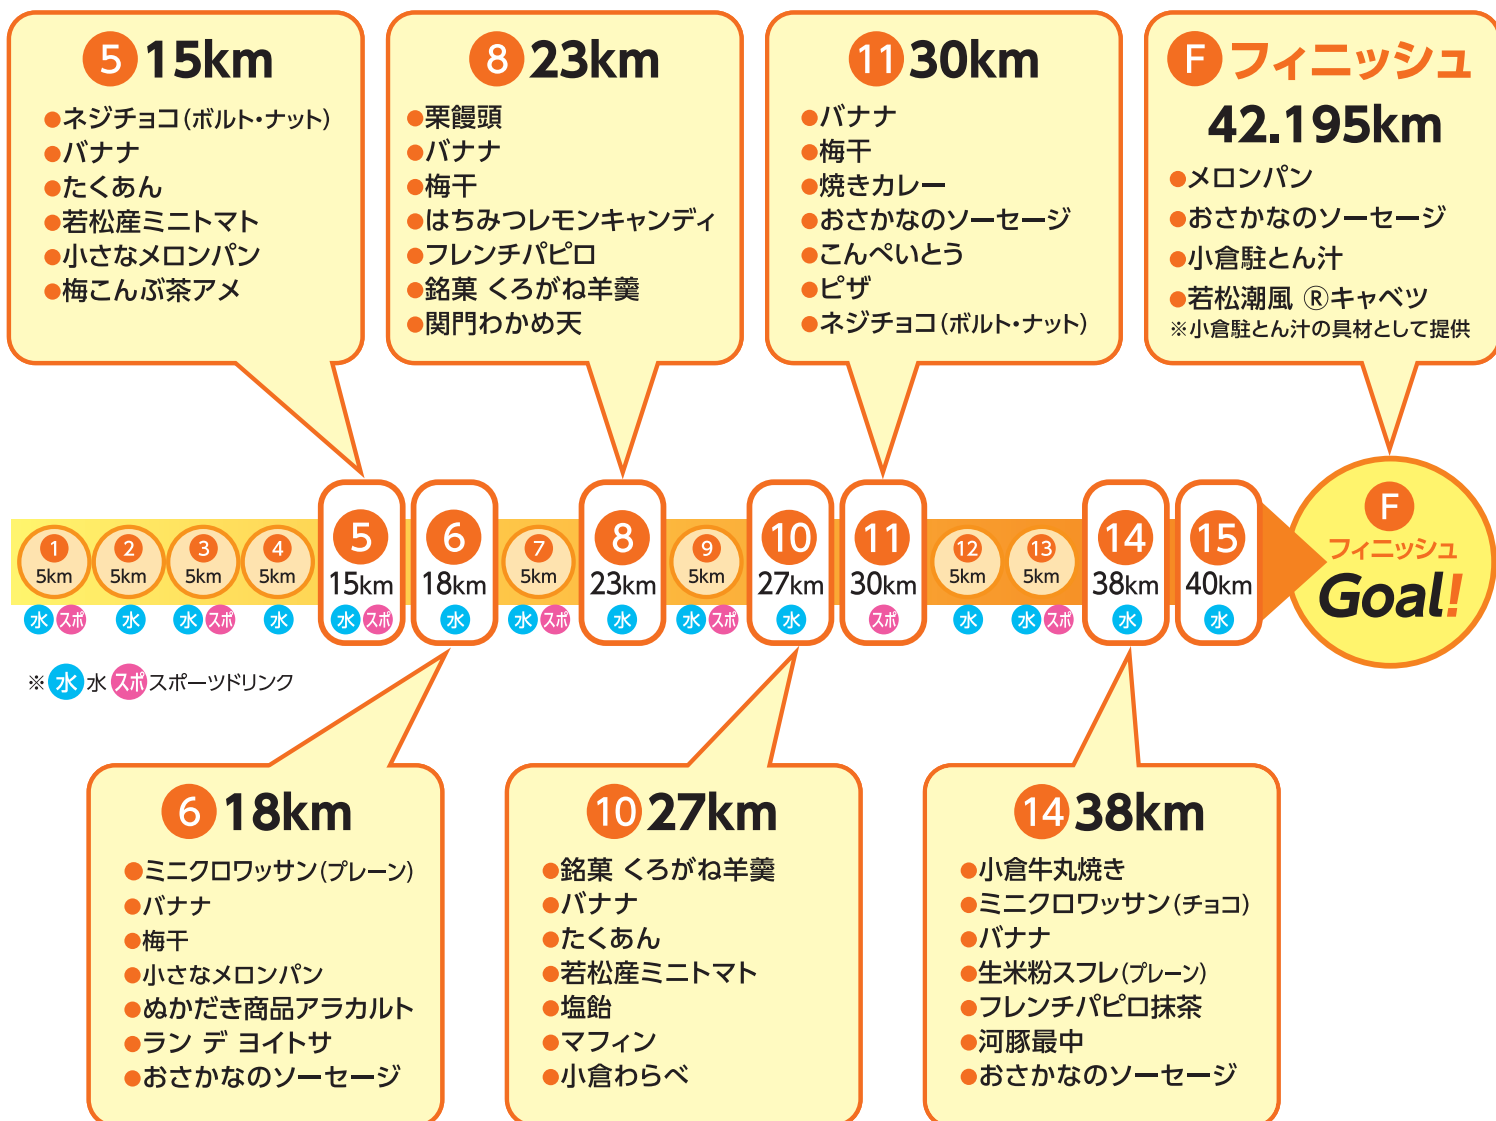 5 15km
●ネジチョコ(ボルト・ナット)
●バナナ
●たくあん
●若松産ミニトマト
●小さなメロンパン
●梅こんぶ茶アメ
8 23km
●栗饅頭
●バナナ
●梅干
●はちみつレモンキャンディ
●フレンチパピロ
●銘菓 くろがね羊羹
●関門わかめ天
11 30km
●バナナ
●梅干
●焼きカレー
●おさかなのソーセージ
●こんぺいとう
●ピザ
●ネジチョコ(ボルト・ナット)
F フィニッシュ
42.195km
●メロンパン
●おさかなのソーセージ
●小倉駐とん汁
●若松潮風 ®キャベツ
※小倉駐とん汁の具材として提供
1
5km
水 スポ
2
5km
水
3
5km
水 スポ
4
5km
水
5
15km
水 スポ
6
18km
水
7
5km
水 スポ
8
23km
水
9
5km
水 スポ
10
27km
水
11
30km
スポ
12
5km
水
13
5km
水 スポ
14
38km
水
15
40km
水
F
フィニッシュ
Goal!
※水 水 スポ スポーツドリンク
6 18km
●ミニクロワッサン(プレーン)
●バナナ
●梅干
●小さなメロンパン
●ぬかだき商品アラカルト
●ラン デ ヨイトサ
●おさかなのソーセージ
10 27km
●銘菓 くろがね羊羹
●バナナ
●たくあん
●若松産ミニトマト
●塩飴
●マフィン
●小倉わらべ
14 38km
●小倉牛丸焼き
●ミニクロワッサン(チョコ)
●バナナ
●生米粉スフレ(プレーン)
●フレンチパピロ抹茶
●河豚最中
●おさかなのソーセージ